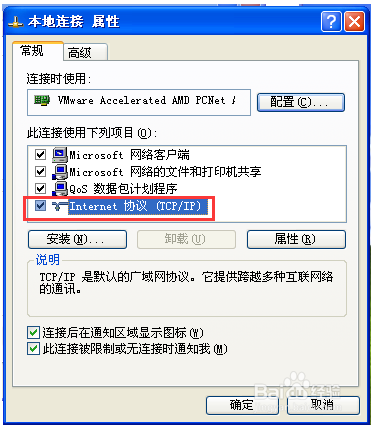 本地连接 属性
常规
高级
连接时使用:
VMware Accelerated AMD PCNet A
配置(C)...
此连接使用下列项目(O):
Microsoft 网络客户端
Microsoft 网络的文件和打印机共享
QoS 数据包计划程序
Internet 协议 (TCP/IP)
安装(N)...
卸载(U)
属性(R)
说明
TCP/IP 是默认的广域网协议。它提供跨越多种互联网络
的通讯。
连接后在通知区域显示图标(W)
此连接被限制或无连接时通知我(M)
确定
取消
Baidu 经验